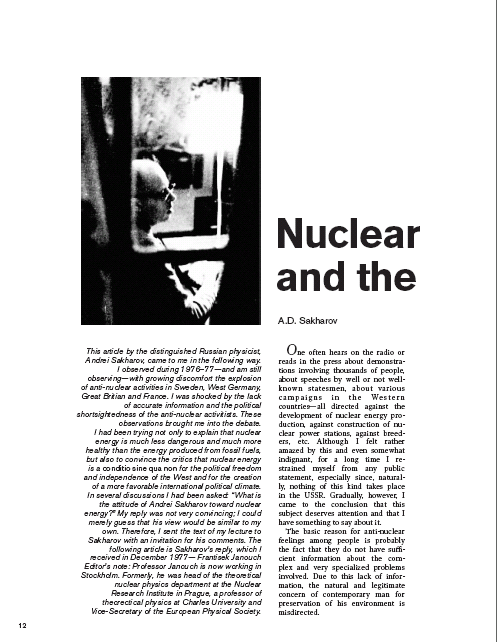 Nuclear
and the
A.D. Sakharov
This article by the distinguished Russian physicist,
Andrei Sakharov, came to me in the following way.
I observed during 1976–77—and am still
observing—with growing discomfort the explosion
of anti-nuclear activities in Sweden, West Germany,
Great Britian and France. I was shocked by the lack
of accurate information and the political
shortsightedness of the anti-nuclear activists. These
observations brought me into the debate.
I had been trying not only to explain that nuclear
energy is much less dangerous and much more
healthy than the energy produced from fossil fuels,
but also to convince the critics that nuclear energy
is a conditio sine qua non for the political freedom
and independence of the West and for the creation
of a more favorable international political climate.
In several discussions I had been asked: “What is
the attitude of Andrei Sakharov toward nuclear
energy?” My reply was not very convincing; I could
merely guess that his view would be similar to my
own. Therefore, I sent the text of my lecture to
Sakharov with an invitation for his comments. The
following article is Sakharov's reply, which I
received in December 1977—Frantisek Janouch
Editor's note: Professor Janouch is now working in
Stockholm. Formerly, he was head of the theoretical
nuclear physics department at the Nuclear
Research Institute in Prague, a professor of
theorectical physics at Charles University and
Vice-Secretary of the European Physical Society.
One often hears on the radio or
reads in the press about demonstra-
tions involving thousands of people,
about speeches by well or not well-
known statesmen, about various
campaigns in the Western
countries—all directed against the
development of nuclear energy pro-
duction, against construction of nu-
clear power stations, against breed-
ers, etc. Although I felt rather
amazed by this and even somewhat
indignant, for a long time I re-
strained myself from any public
statement, especially since, natural-
ly, nothing of this kind takes place
in the USSR. Gradually, however, I
came to the conclusion that this
subject deserves attention and that I
have something to say about it.
The basic reason for anti-nuclear
feelings among people is probably
the fact that they do not have suffi-
cient information about the com-
plex and very specialized problems
involved. Due to this lack of infor-
mation, the natural and legitimate
concern of contemporary man for
preservation of his environment is
misdirected.
12